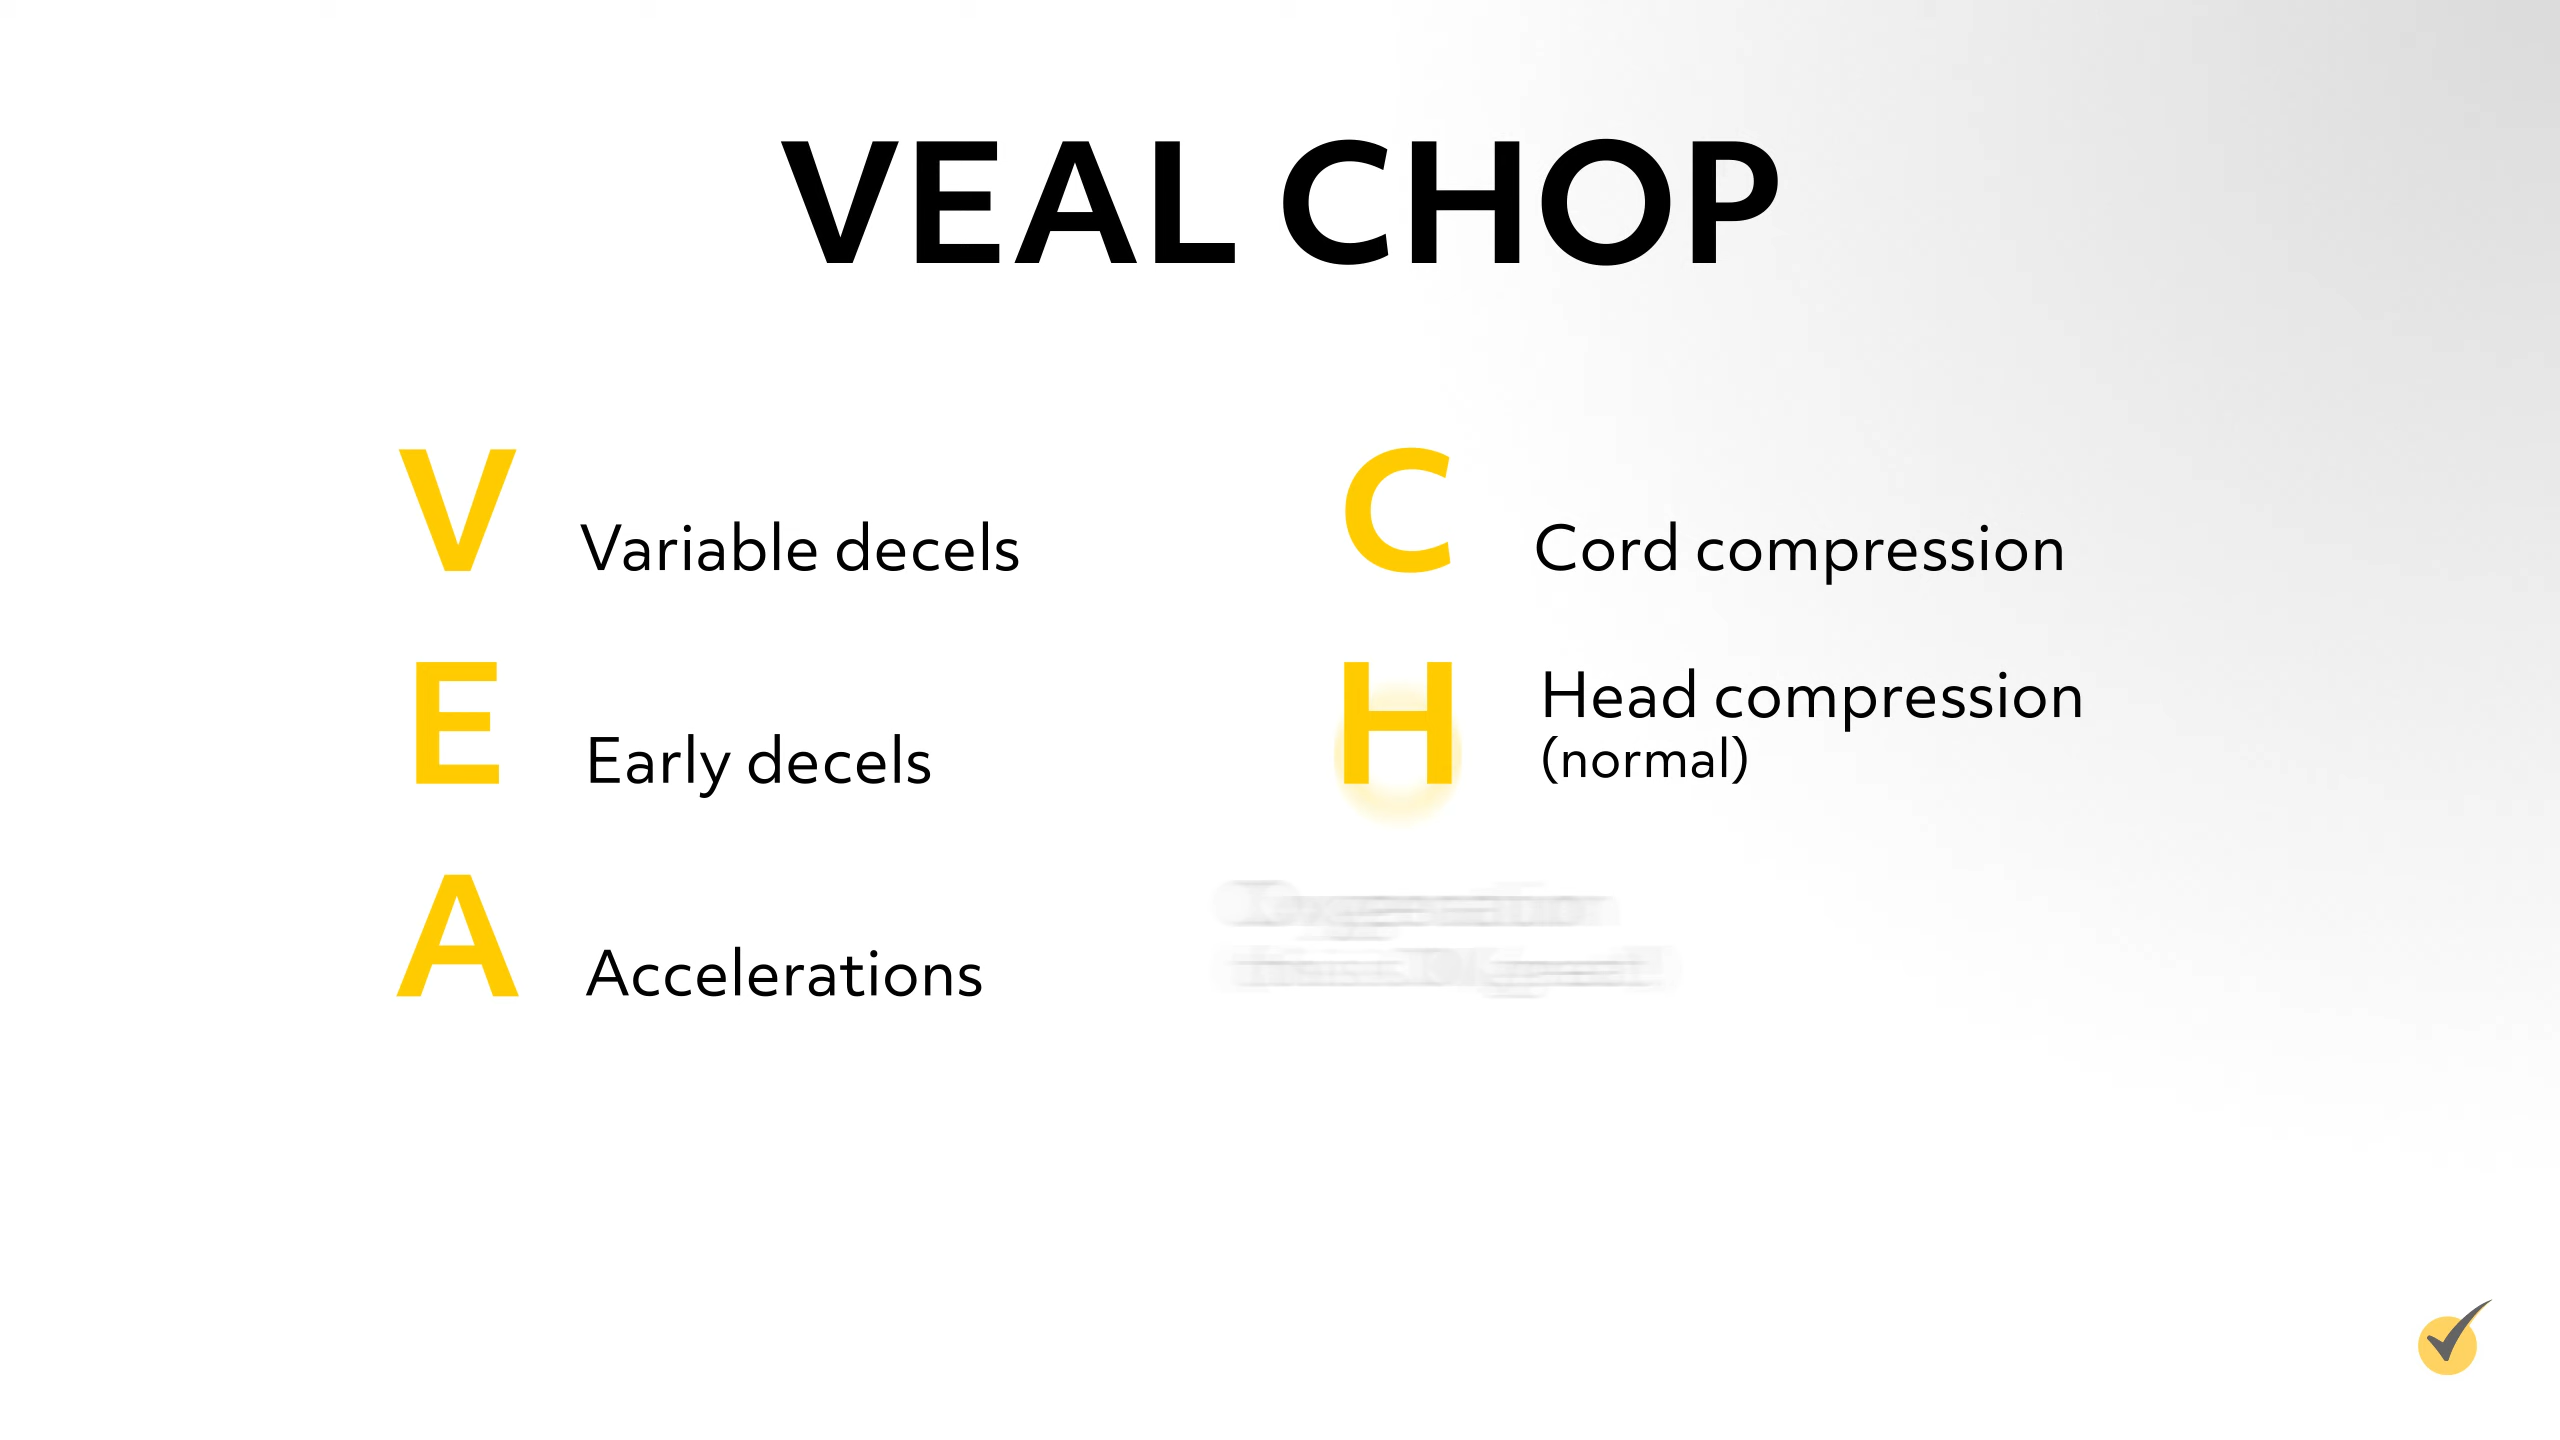 VEAL CHOP
V Variable decels
C Cord compression
E Early decels
H Head compression
(normal)
A Accelerations